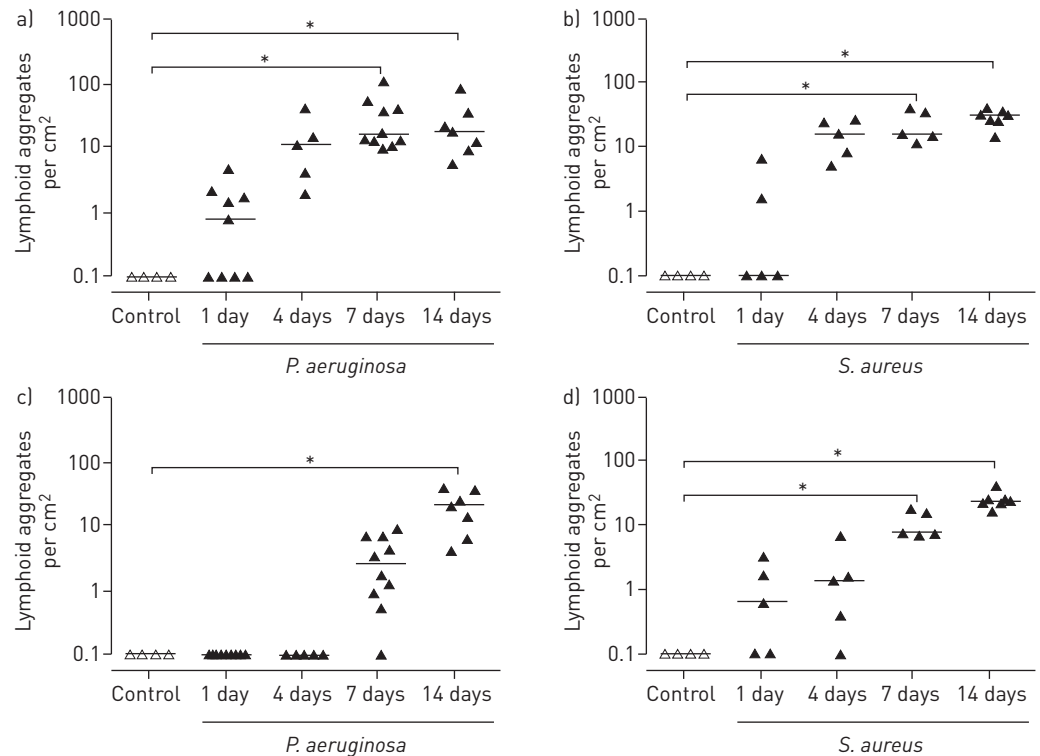 a)
Lymphoid aggregates
per cm2
1000
100
10
1
0.1
*
*
Control 1 day 4 days 7 days 14 days
P. aeruginosa
b)
Lymphoid aggregates
per cm2
1000
100
10
1
0.1
*
*
Control 1 day 4 days 7 days 14 days
S. aureus
c)
Lymphoid aggregates
per cm2
1000
100
10
1
0.1
*
Control 1 day 4 days 7 days 14 days
P. aeruginosa
d)
Lymphoid aggregates
per cm2
1000
100
10
1
0.1
*
*
Control 1 day 4 days 7 days 14 days
S. aureus